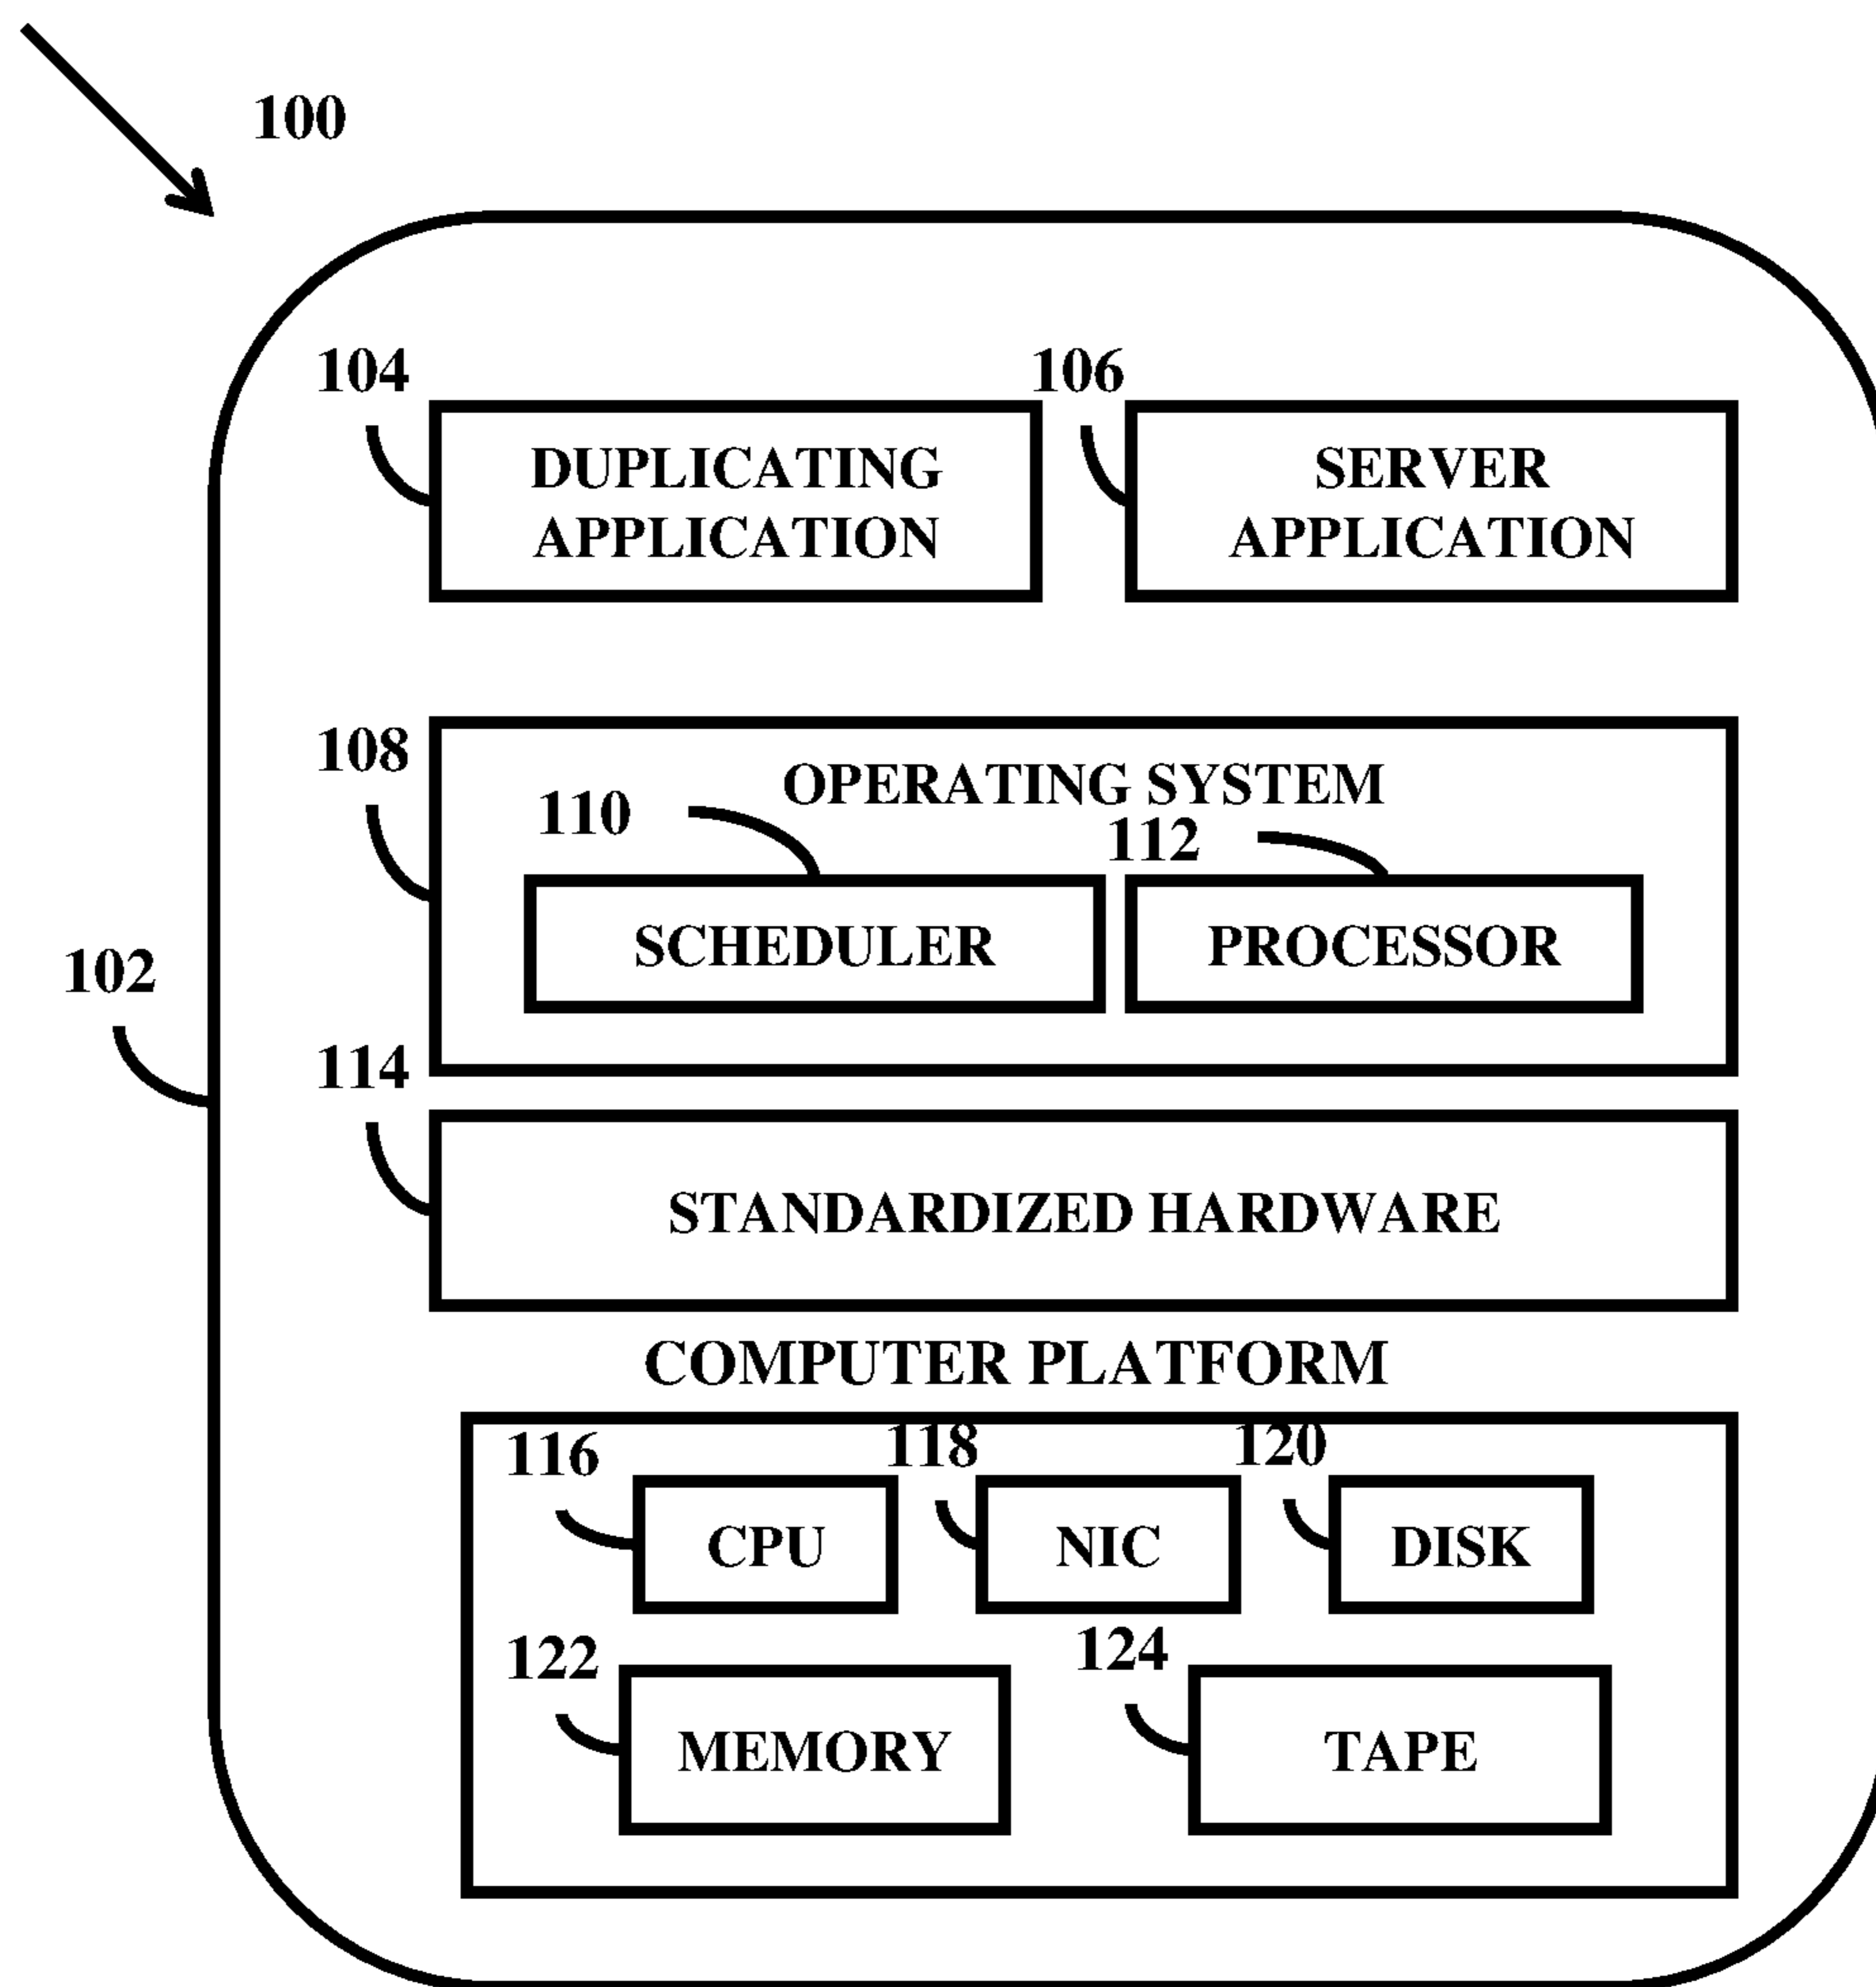 100
104
106
DUPLICATING
APPLICATION
SERVER
APPLICATION
108
OPERATING SYSTEM
110
112
SCHEDULER
PROCESSOR
102
114
STANDARDIZED HARDWARE
COMPUTER PLATFORM
116
118
120
CPU
NIC
DISK
122
124
MEMORY
TAPE